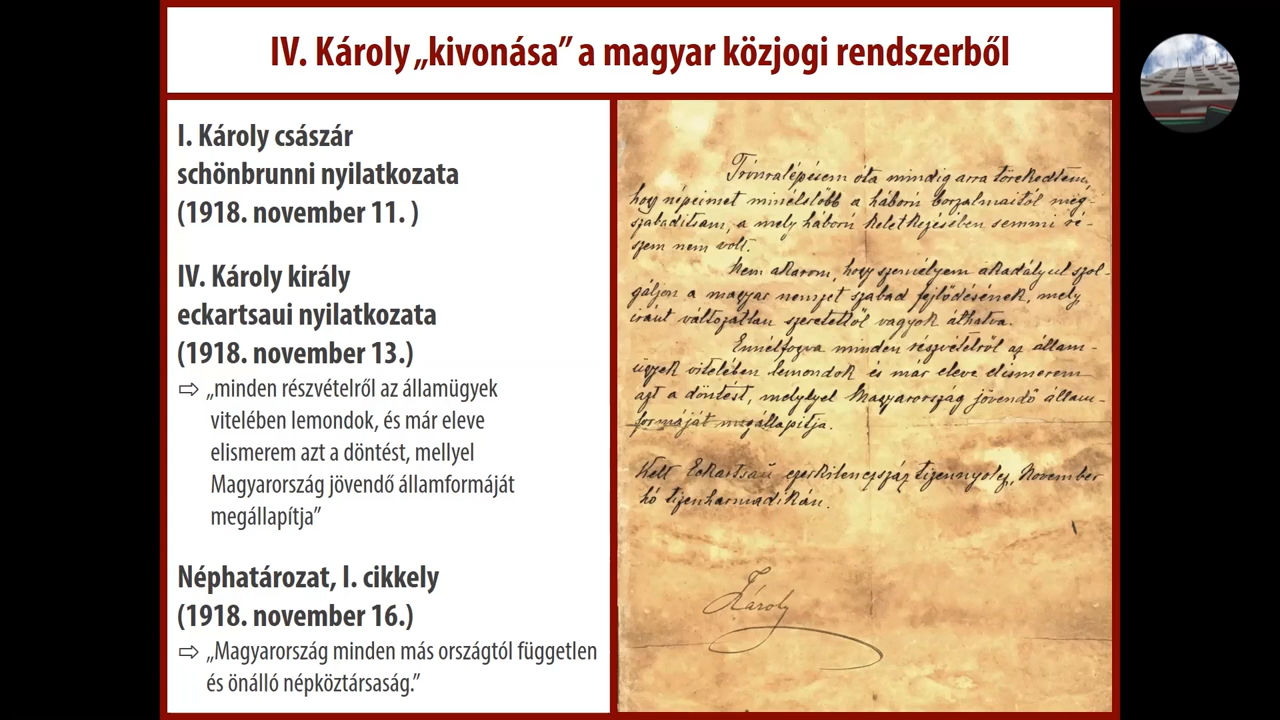 IV. Károly „kivonása” a magyar közjogi rendszerből
I. Károly császár
schönbrunni nyilatkozata
(1918. november 11. )
IV. Károly király
eckartsaui nyilatkozata
(1918. november 13.)
⇨ „minden részvételről az államügyek
vitelében lemondok, és már eleve
elismerem azt a döntést, mellyel
Magyarország jövendő államformáját
megállapítja”
Néphatározat, I. cikkely
(1918. november 16.)
⇨ „Magyarország minden más országtól független
és önálló népköztársaság.”
Trónralépésem óta mindig arra törekedtem,
hogy népeimet minélelőbb a háború borzalmaitól meg-
szabadítsam, a mely háború keletkezésében semmi ré-
szem nem volt.
Nem akarom, hogy személyem akadályul szol-
gáljon a magyar nemzet szabad fejlődésének, mely
iránt változatlan szeretettől vagyok áthatva.
Ennélfogva minden részvételről az állam-
ügyek vitelében lemondok és már eleve elismerem
azt a döntést, melylyel Magyarország jövendő állam-
formáját megállapítja.
Kelt Eckartsau ezerkilencszáz tizennyolcz, November
hó tizenharmadikán.
Károly